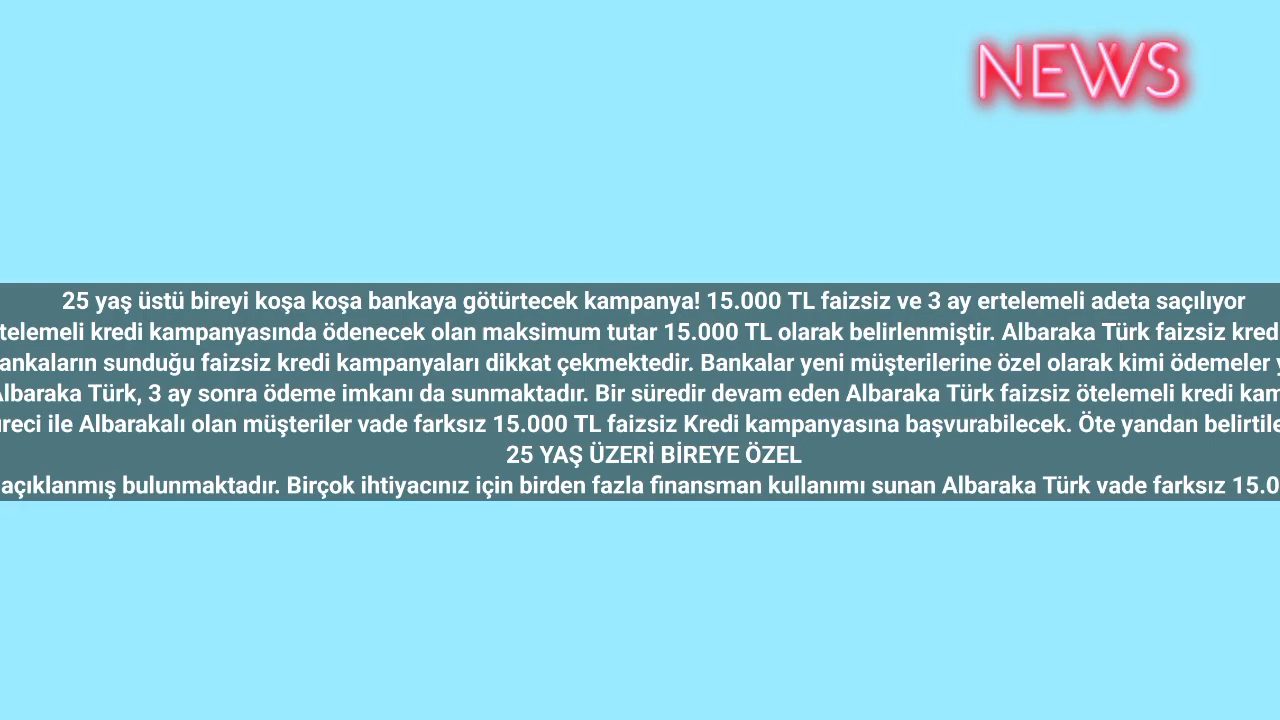 NEWS
25 yaş üstü bireyi koşa koşa bankaya götürtecek kampanya! 15.000 TL faizsiz ve 3 ay ertelemeli adeta saçılıyor
telemeli kredi kampanyasında ödenecek olan maksimum tutar 15.000 TL olarak belirlenmiştir. Albaraka Türk faizsiz kredi
ankaların sunduğu faizsiz kredi kampanyaları dikkat çekmektedir. Bankalar yeni müşterilerine özel olarak kimi ödemeler
Albaraka Türk, 3 ay sonra ödeme imkanı da sunmaktadır. Bir süredir devam eden Albaraka Türk faizsiz ötelemeli kredi kam
reci ile Albarakalı olan müşteriler vade farksız 15.000 TL faizsiz Kredi kampanyasına başvurabilecek. Öte yandan belirtile
25 YAŞ ÜZERİ BİREYE ÖZEL
açıklanmış bulunmaktadır. Birçok ihtiyacınız için birden fazla finansman kullanımı sunan Albaraka Türk vade farksız 15.0